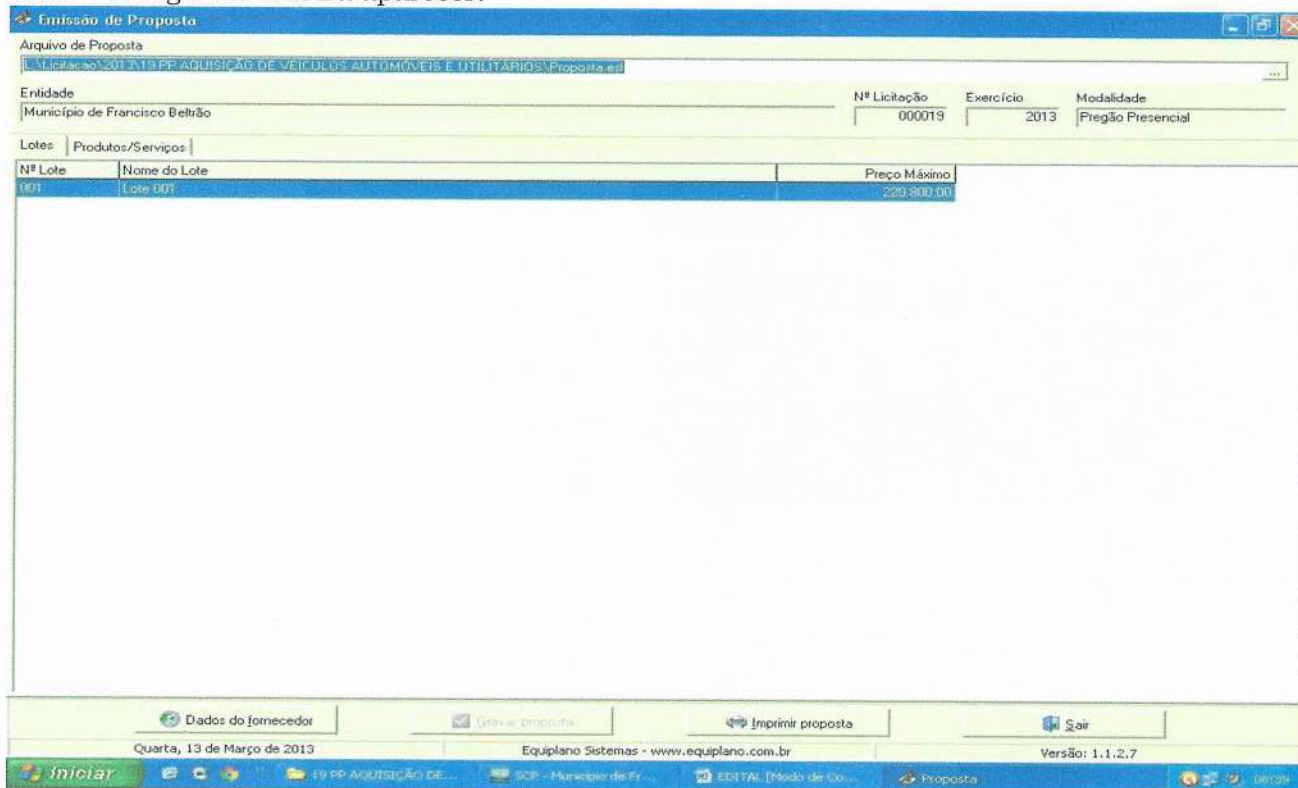 Emissão de Proposta
Arquivo de Proposta
L:\Licitacao\2013\19 PP AQUISIÇÃO DE VEÍCULOS AUTOMÓVEIS E UTILITÁRIOS\Proposta.esl
...
Entidade
Nº Licitação Exercício Modalidade
Município de Francisco Beltrão 000019 2013 Pregão Presencial
Lotes Produtos/Serviços
Nº Lote Nome do Lote Preço Máximo
001 Lote 001 220.800,00
Dados do fornecedor Gravar proposta Imprimir proposta Sair
Quarta, 13 de Março de 2013 Equiplano Sistemas - www.equiplano.com.br Versão: 1.1.2.7
Iniciar 19 PP AQUISIÇÃO DE... SCP - Município de Fr... EDITAL [Modo de Co... Proposta